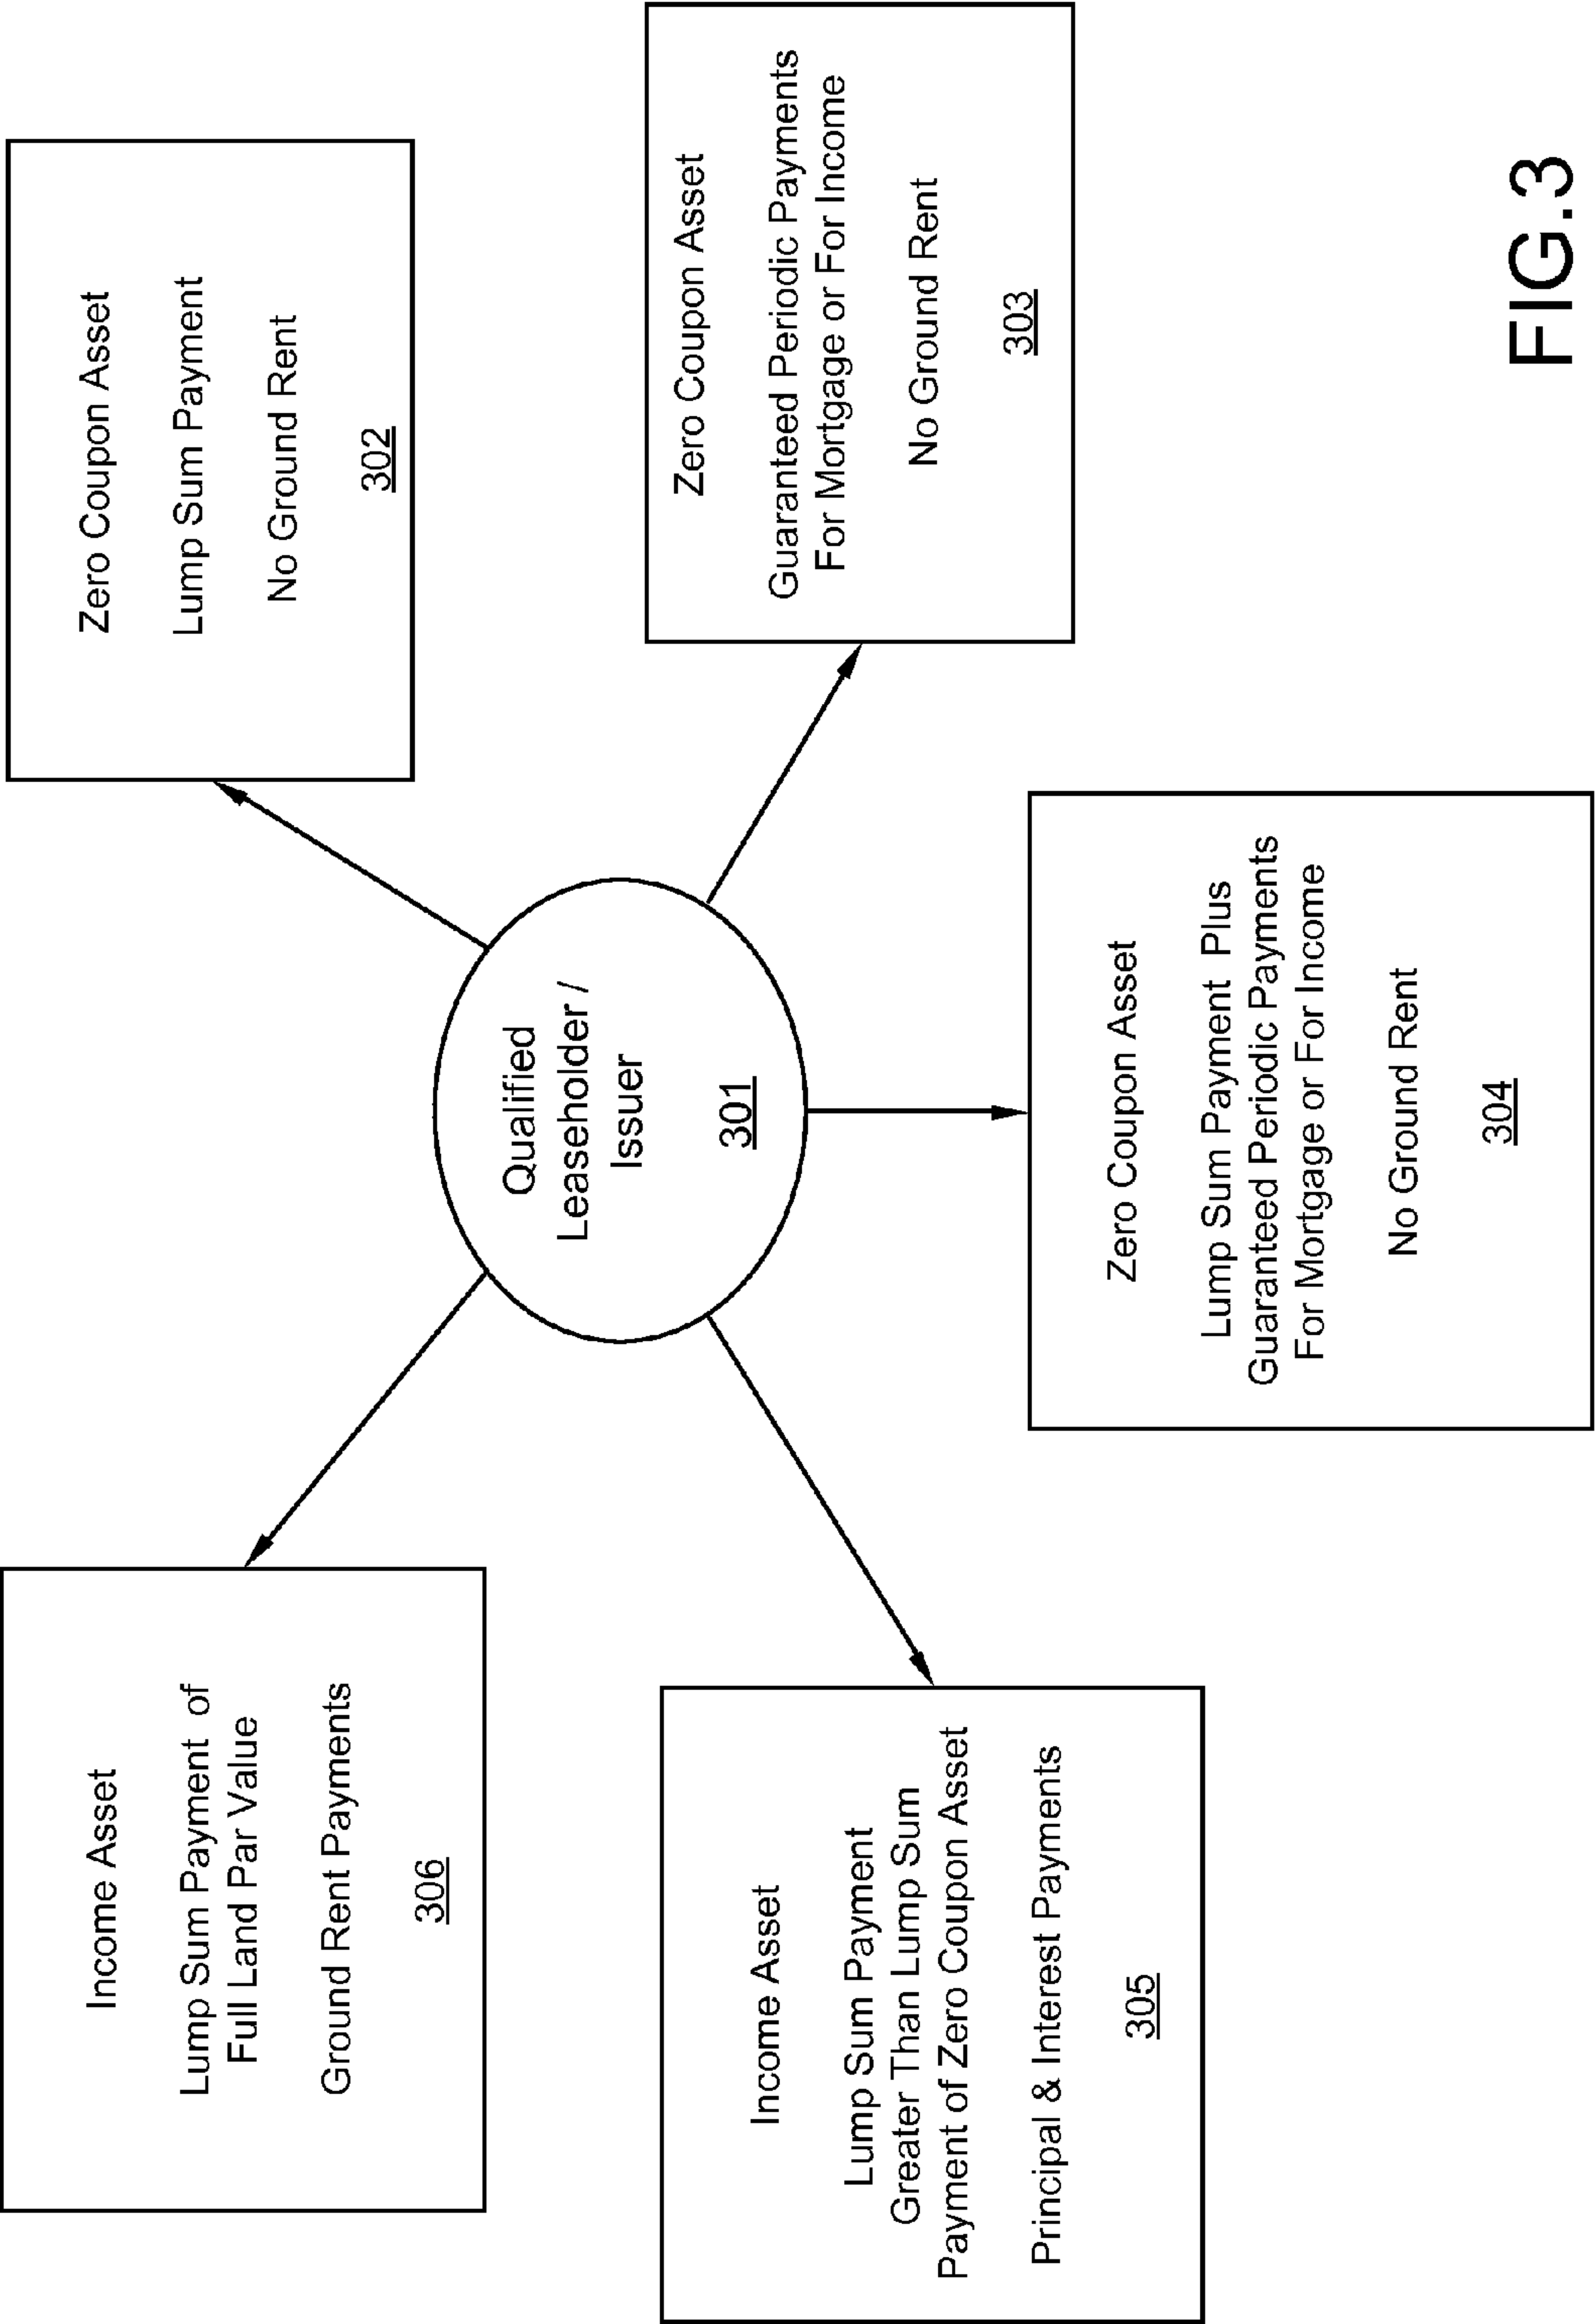 Income Asset
Lump Sum Payment of
Full Land Par Value
Ground Rent Payments
306
Zero Coupon Asset
Lump Sum Payment
No Ground Rent
302
Qualified
Leaseholder /
Issuer
301
Income Asset
Lump Sum Payment
Greater Than Lump Sum
Payment of Zero Coupon Asset
Principal & Interest Payments
305
Zero Coupon Asset
Guaranteed Periodic Payments
For Mortgage or For Income
No Ground Rent
303
Zero Coupon Asset
Lump Sum Payment Plus
Guaranteed Periodic Payments
For Mortgage or For Income
No Ground Rent
304
FIG.3